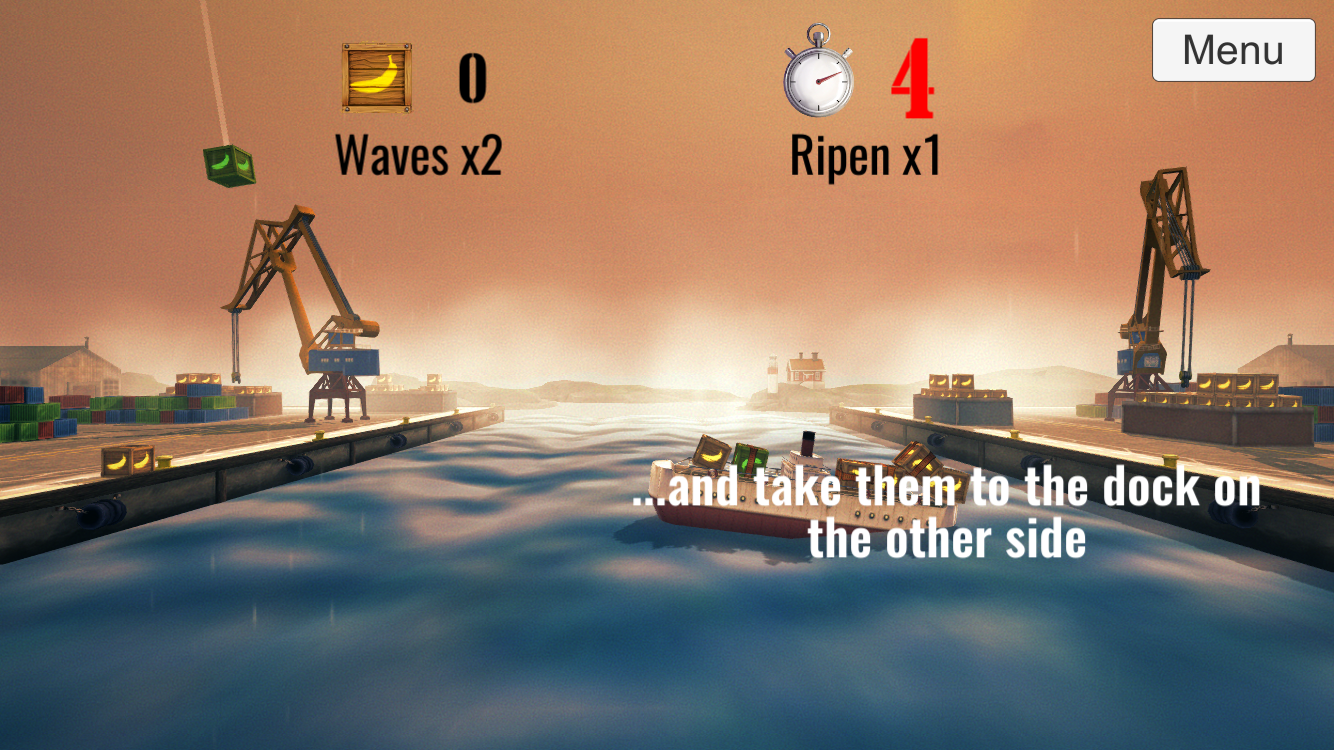 0
4
Menu
Waves x2
Ripen x1
...and take them to the dock on
the other side